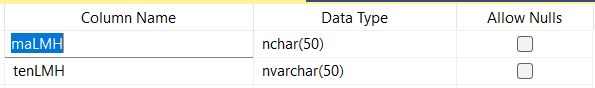 Column Name Data Type Allow Nulls
maLMH nchar(50)
tenLMH nvarchar(50)